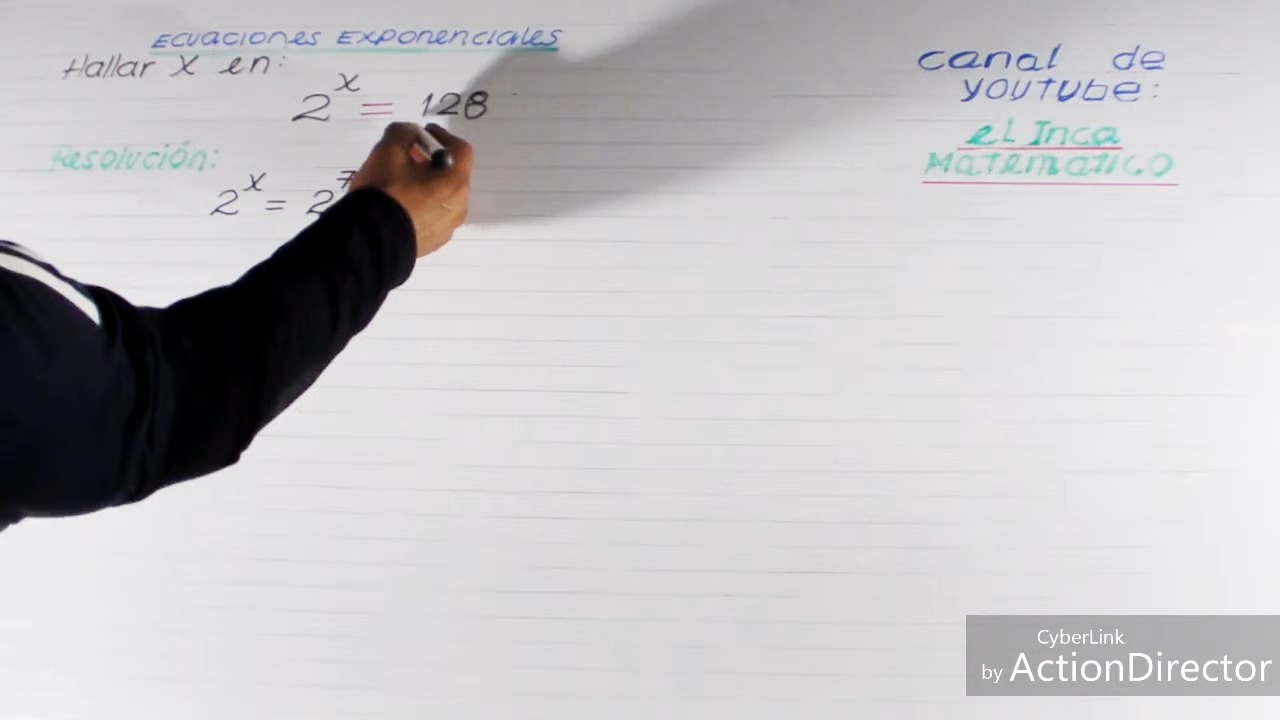 Ecuaciones Exponenciales
Hallar x en:
2^x = 128
Resolución:
2^x = 2^7
canal de
YouTube:
eL Inca
Matematico
CyberLink
by ActionDirector